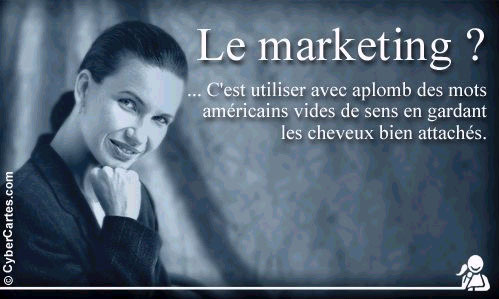 Le marketing ?
... C'est utiliser avec aplomb des mots
américains vides de sens en gardant
les cheveux bien attachés.
© CyberCartes.com